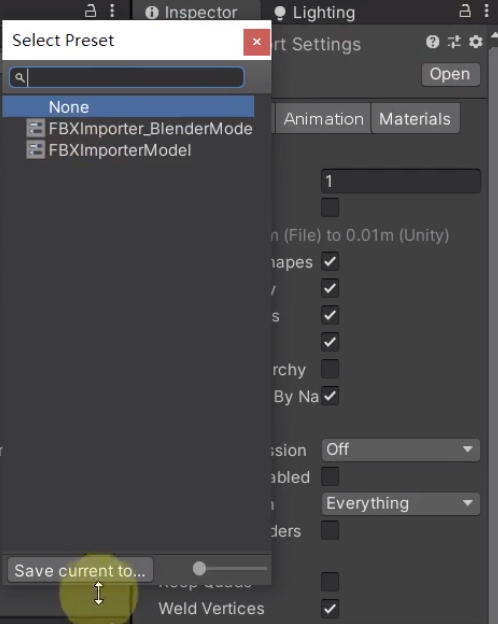 Inspector
Lighting
Select Preset
rt Settings
Open
None
FBXImporter_BlenderMode
FBXImporterModel
Animation
Materials
1
(File) to 0.01m (Unity)
apes
y
s
rchy
By Na
ssion
Off
abled
Everything
ders
Save current to...
Keep Quads
Weld Vertices